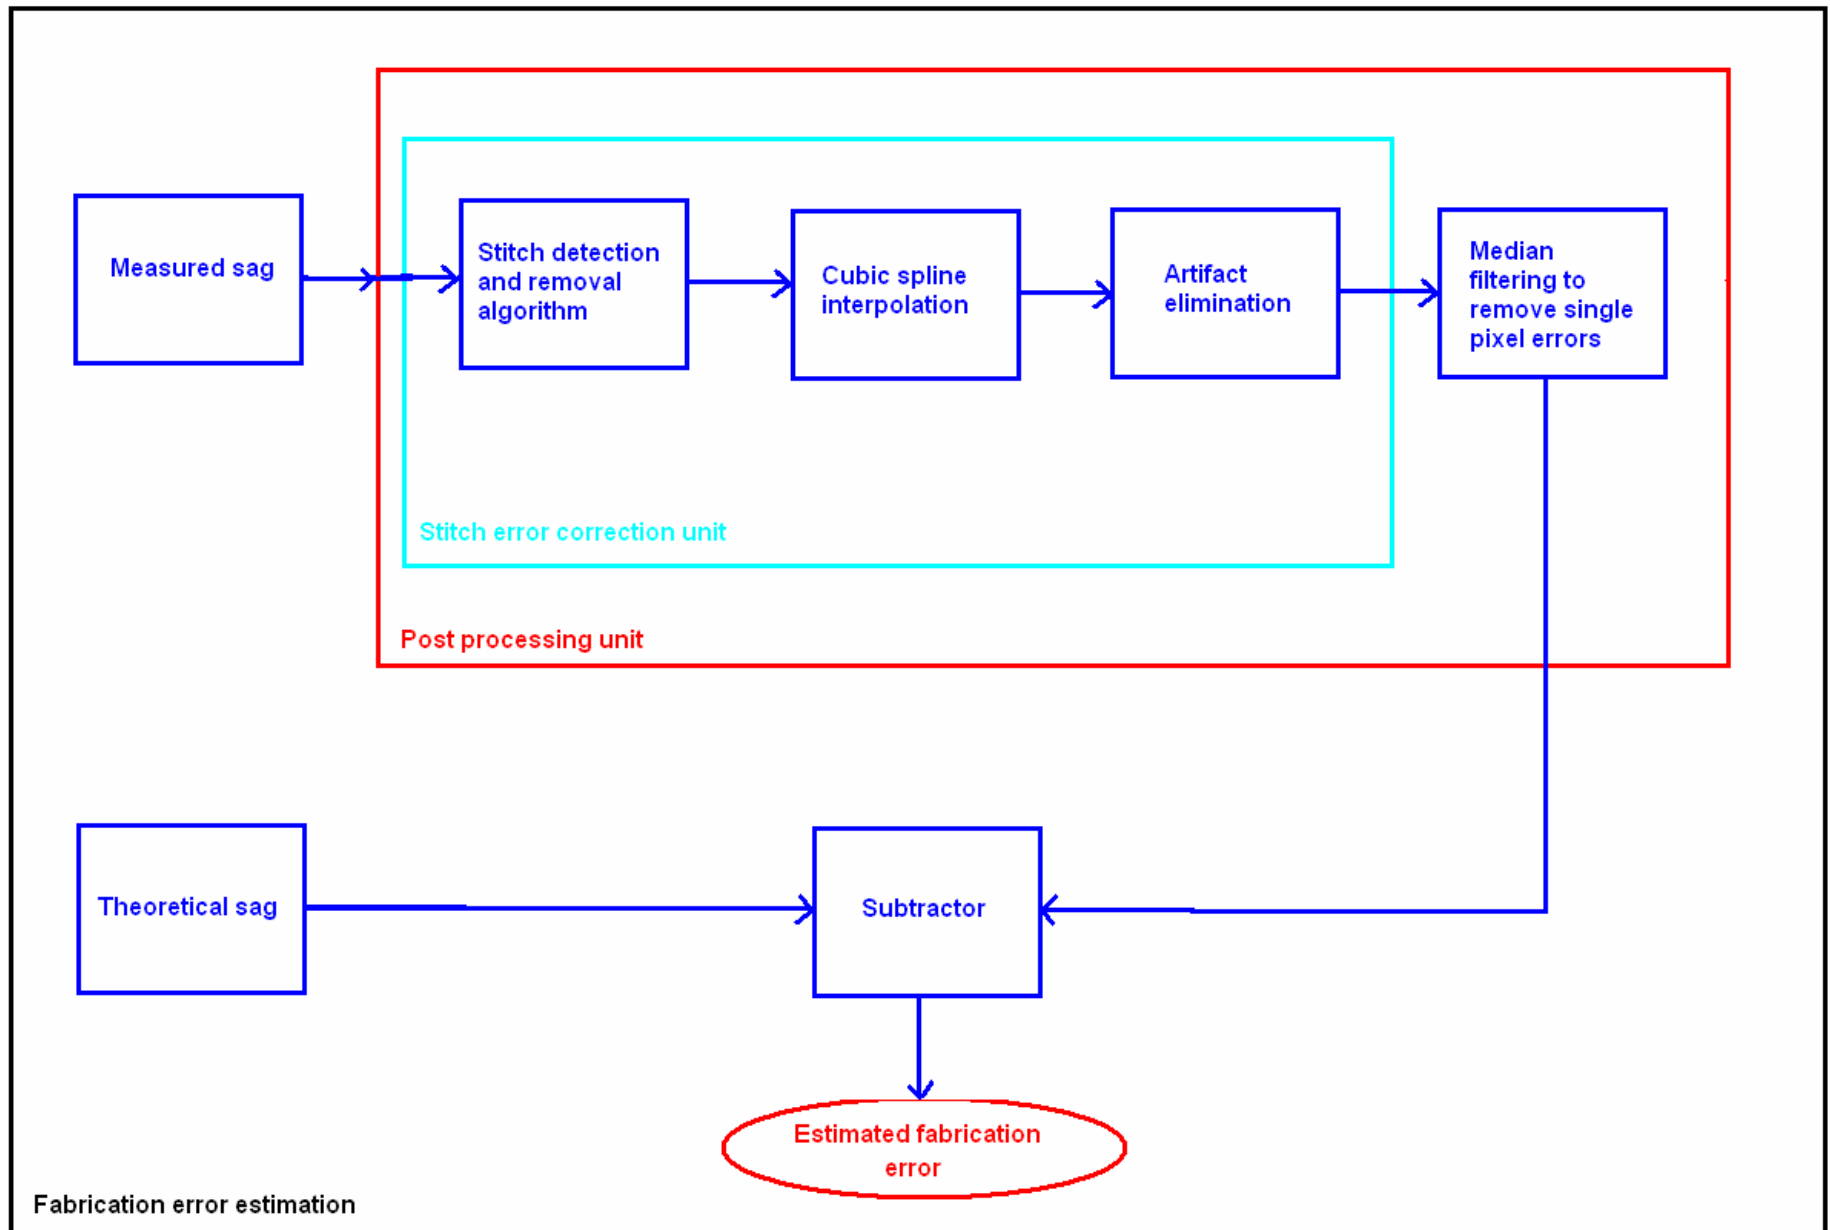 Measured sag
Stitch detection
and removal
algorithm
Cubic spline
interpolation
Artifact
elimination
Median
filtering to
remove single
pixel errors
Stitch error correction unit
Post processing unit
Theoretical sag
Subtractor
Estimated fabrication
error
Fabrication error estimation